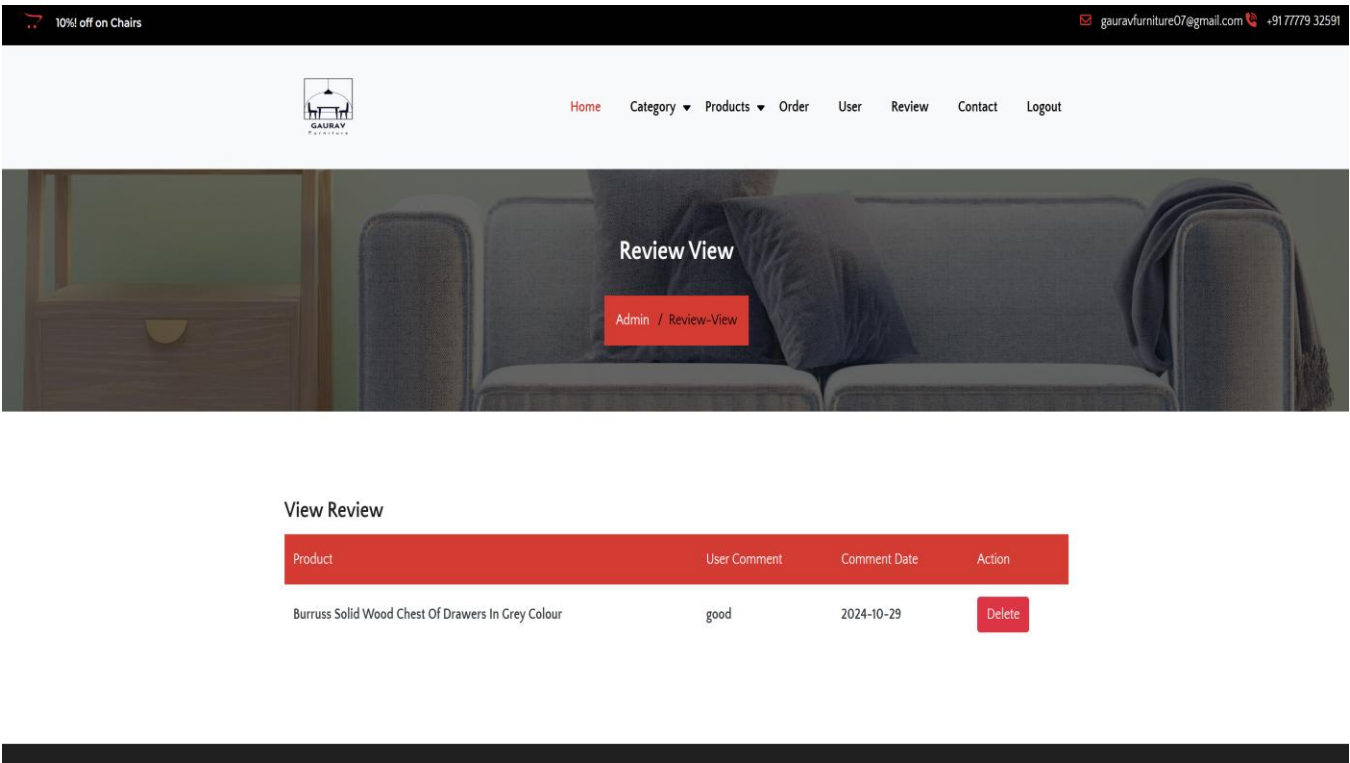 10%! off on Chairs
gauravfurniture07@gmail.com +91 77779 32591
GAURAV
Furniture
Home Category Products Order User Review Contact Logout
Review View
Admin / Review-View
View Review
Product User Comment Comment Date Action
Burruss Solid Wood Chest Of Drawers In Grey Colour good 2024-10-29 Delete